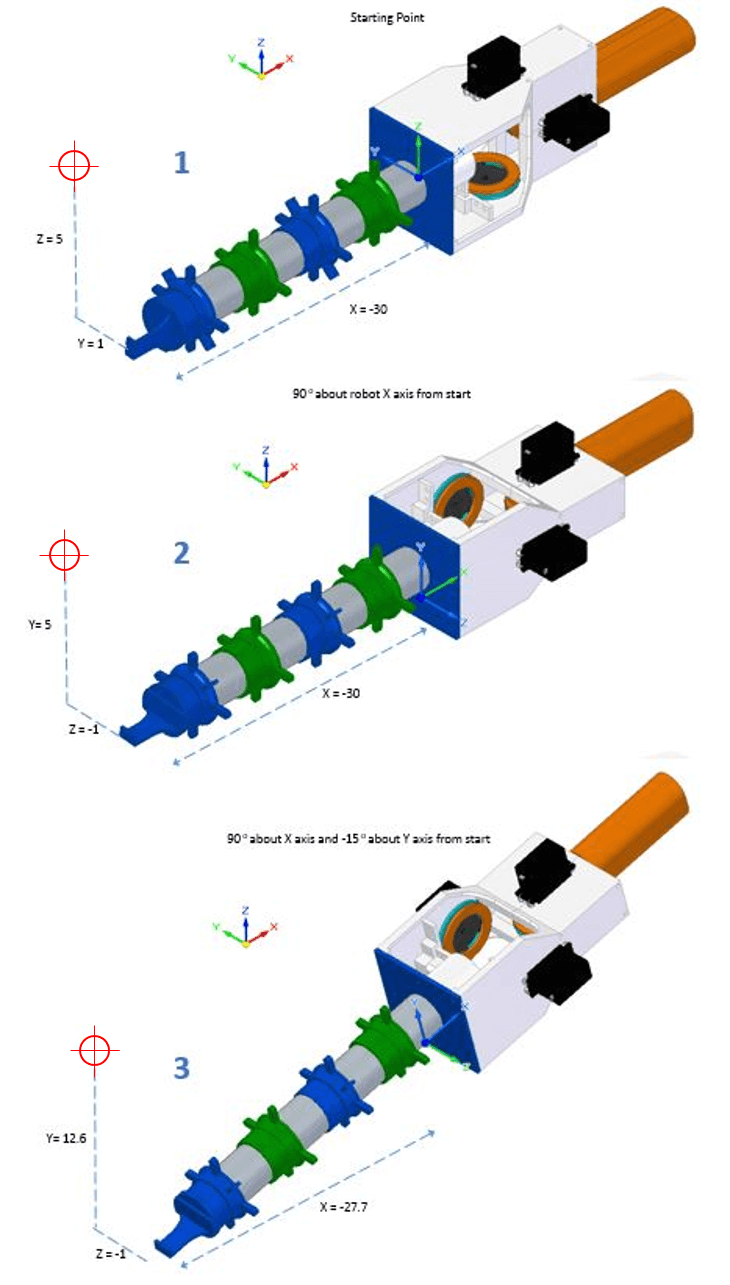 Starting Point
Z
Y X
Z
1
Y X
Z = 5
X = -30
Y = 1
90° about robot X axis from start
Z
Y X
2
Y
X
Z
Y= 5
X = -30
Z = -1
90° about X axis and -15° about Y axis from start
Z
Y X
Y X
Z
3
Y= 12.6
X = -27.7
Z = -1